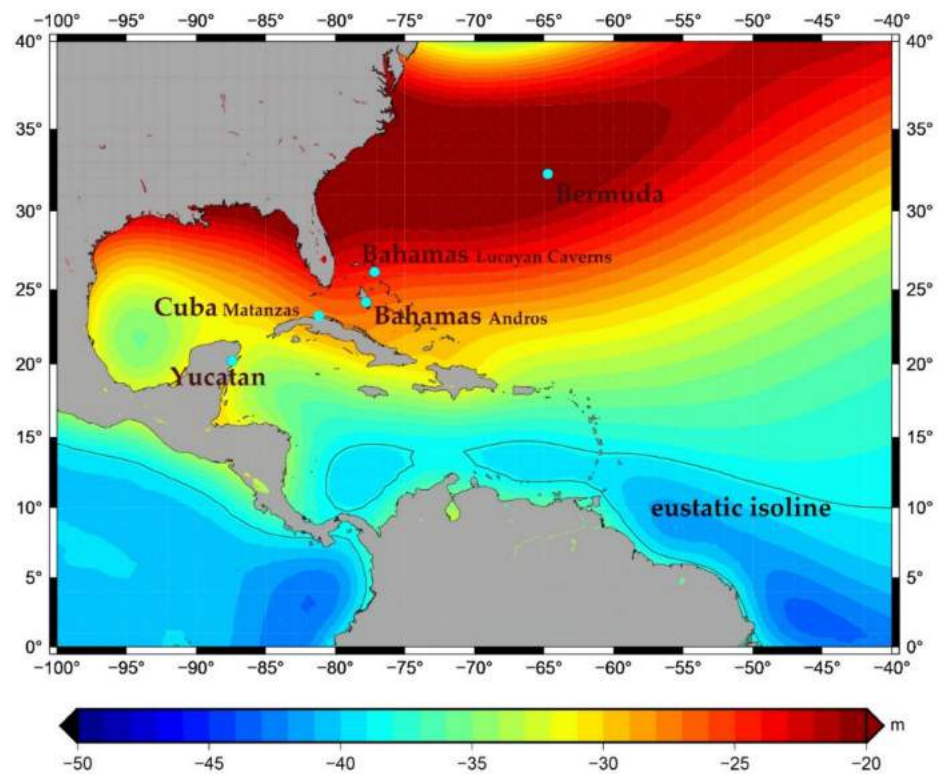 −100 −95° −90° −85° −80° −75° −70° −65° −60° −55° −50° −45° −40°
40° 40°
35° 35°
Bermuda
30° 30°
Bahamas Lucayan Caverns
25° 25°
Cuba Matanzas
Bahamas Andros
20° 20°
Yucatan
15° 15°
eustatic isoline
10° 10°
5° 5°
0° 0°
−100 −95° −90° −85° −80° −75° −70° −65° −60° −55° −50° −45° −40°
m
−50 −45 −40 −35 −30 −25 −20